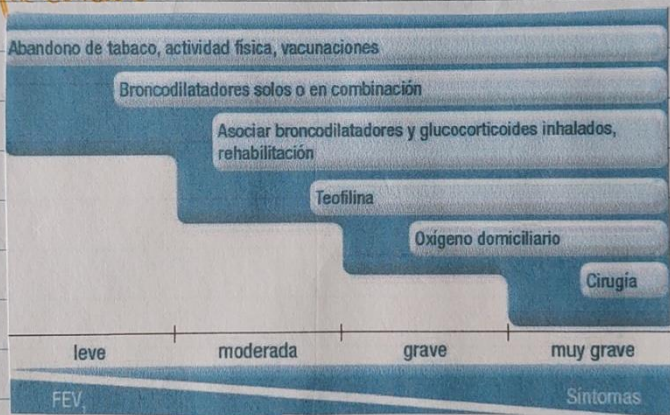 Abandono de tabaco, actividad física, vacunaciones
Broncodilatadores solos o en combinación
Asociar broncodilatadores y glucocorticoides inhalados,
rehabilitación
Teofilina
Oxígeno domiciliario
Cirugía
leve moderada grave muy grave
FEV₁ Síntomas